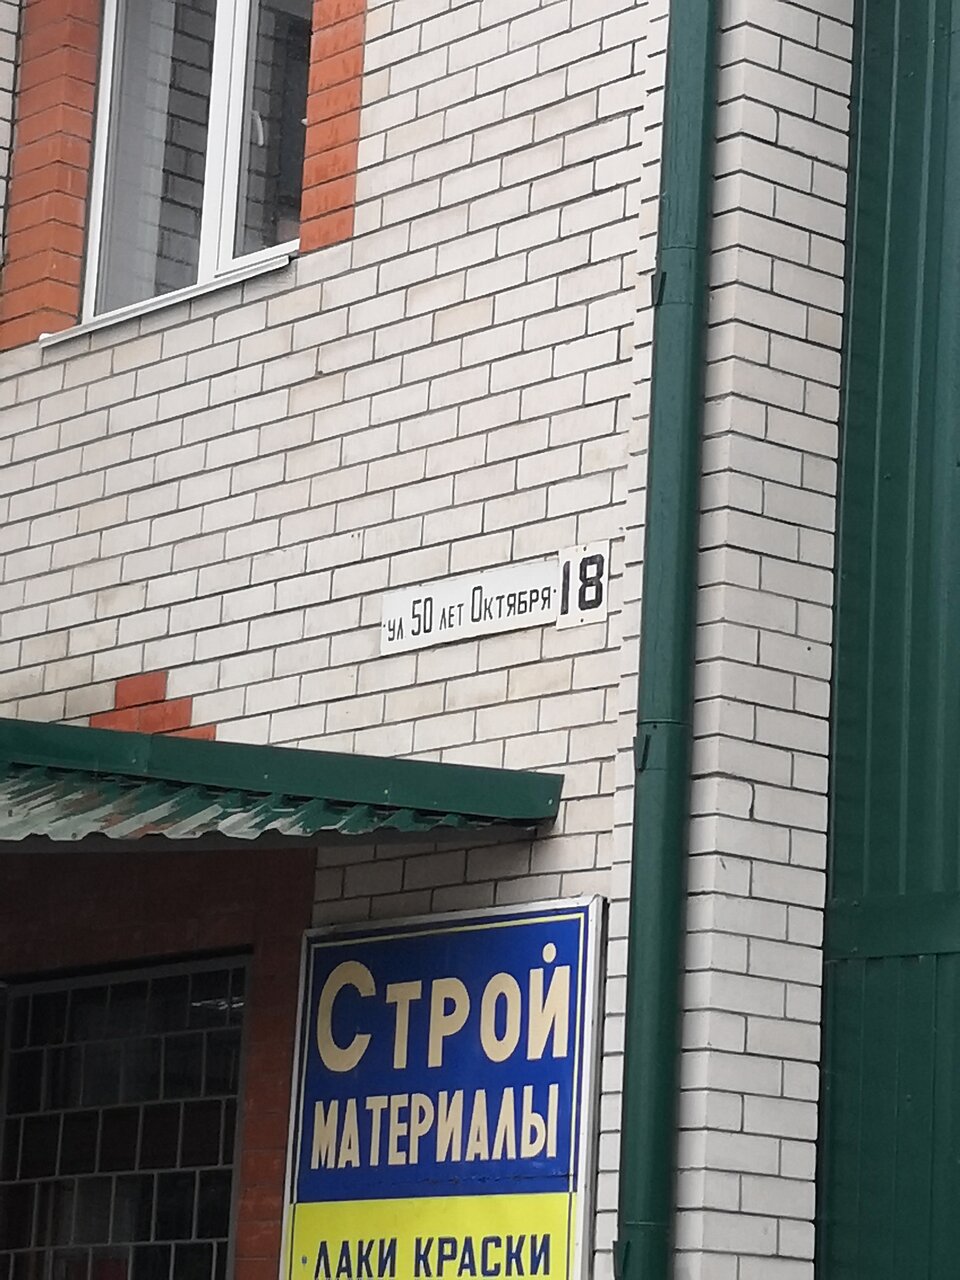 ул 50 лет Октября 18
Строй
материалы
лаки краски